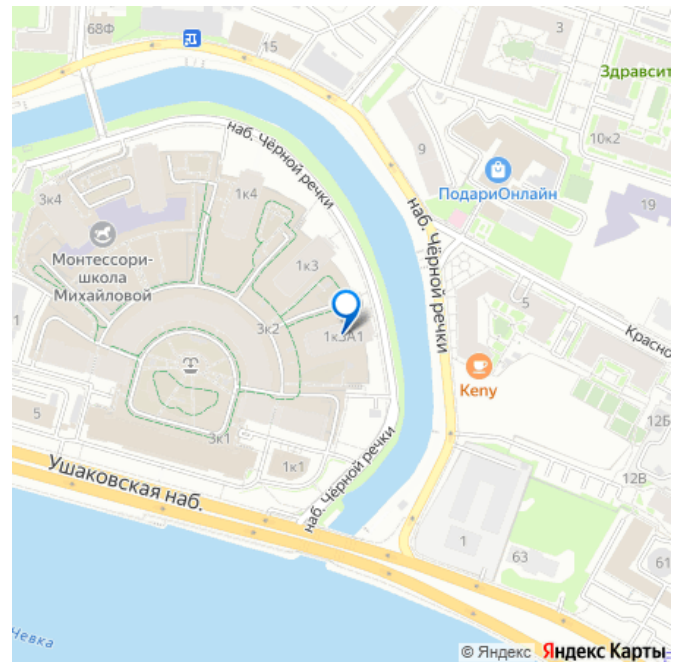 68Ф
15
3
Здравсит
наб. Чёрной речки
9
10к2
ПодариОнлайн
19
3к4
1к4
Монтессори-
школа
Михайловой
1к3
наб. Чёрной речки
5
1
3к2
1к3А1
Красно
Keny
5
3к1
1к1
наб. Чёрной речки
12Б
12В
Ушаковская наб.
1
63
61
Невка
© Яндекс Яндекс Карты